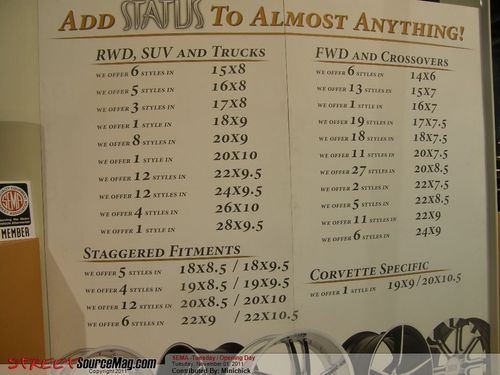 ADD STATUS TO ALMOST ANYTHING!
RWD, SUV AND TRUCKS
WE OFFER 6 STYLES IN 15X8
WE OFFER 5 STYLES IN 16X8
WE OFFER 3 STYLES IN 17X8
WE OFFER 1 STYLE IN 18X9
WE OFFER 8 STYLES IN 20X9
WE OFFER 1 STYLE IN 20X10
WE OFFER 12 STYLES IN 22X9.5
WE OFFER 12 STYLES IN 24X9.5
WE OFFER 4 STYLES IN 26X10
WE OFFER 1 STYLE IN 28X9.5
STAGGERED FITMENTS
WE OFFER 5 STYLES IN 18X8.5 / 18X9.5
WE OFFER 4 STYLES IN 19X8.5 / 19X9.5
WE OFFER 12 STYLES IN 20X8.5 / 20X10
WE OFFER 6 STYLES IN 22X9 / 22X10.5
FWD AND CROSSOVERS
WE OFFER 6 STYLES IN 14X6
WE OFFER 13 STYLES IN 15X7
WE OFFER 1 STYLE IN 16X7
WE OFFER 19 STYLES IN 17X7.5
WE OFFER 18 STYLES IN 18X7.5
WE OFFER 11 STYLES IN 20X7.5
WE OFFER 27 STYLES IN 20X8.5
WE OFFER 2 STYLES IN 22X7.5
WE OFFER 5 STYLES IN 22X8.5
WE OFFER 11 STYLES IN 22X9
WE OFFER 6 STYLES IN 24X9
CORVETTE SPECIFIC
WE OFFER 1 STYLE IN 19X9/20X10.5
SEMA
MEMBER
STREETSourceMag.com
Copyright 2011
SEMA -Tuesday / Opening Day
Tuesday, November 01, 2011
Contributed By: Minichick